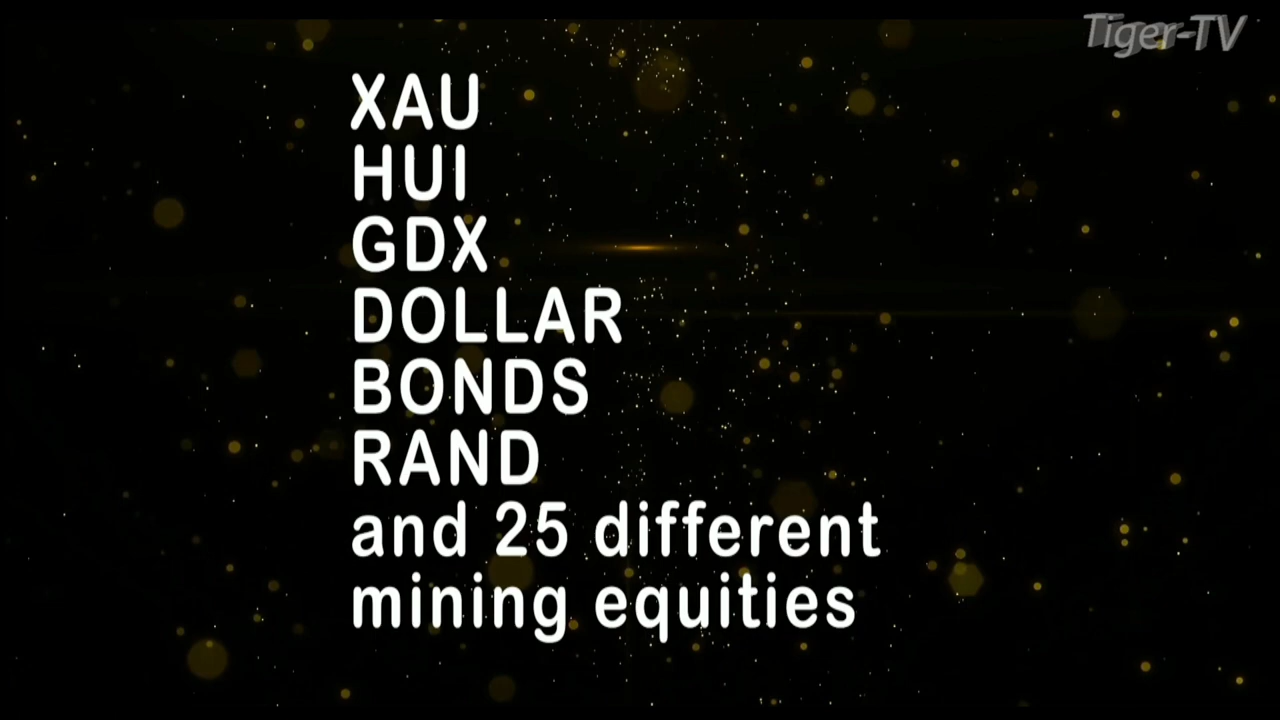 Tiger-TV
XAU
HUI
GDX
DOLLAR
BONDS
RAND
and 25 different
mining equities